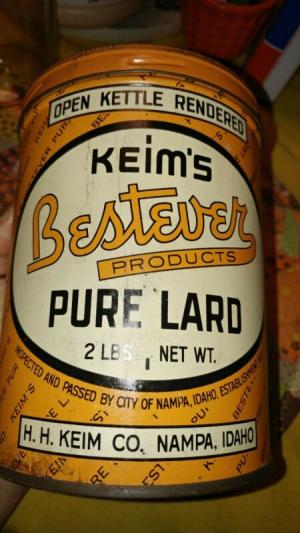 OPEN KETTLE RENDERED
KEIM'S
Bestever
PRODUCTS
PURE LARD
2 LBS. NET WT.
INSPECTED AND PASSED BY CITY OF NAMPA, IDAHO. ESTABLISHMENT
H. H. KEIM CO. NAMPA, IDAHO